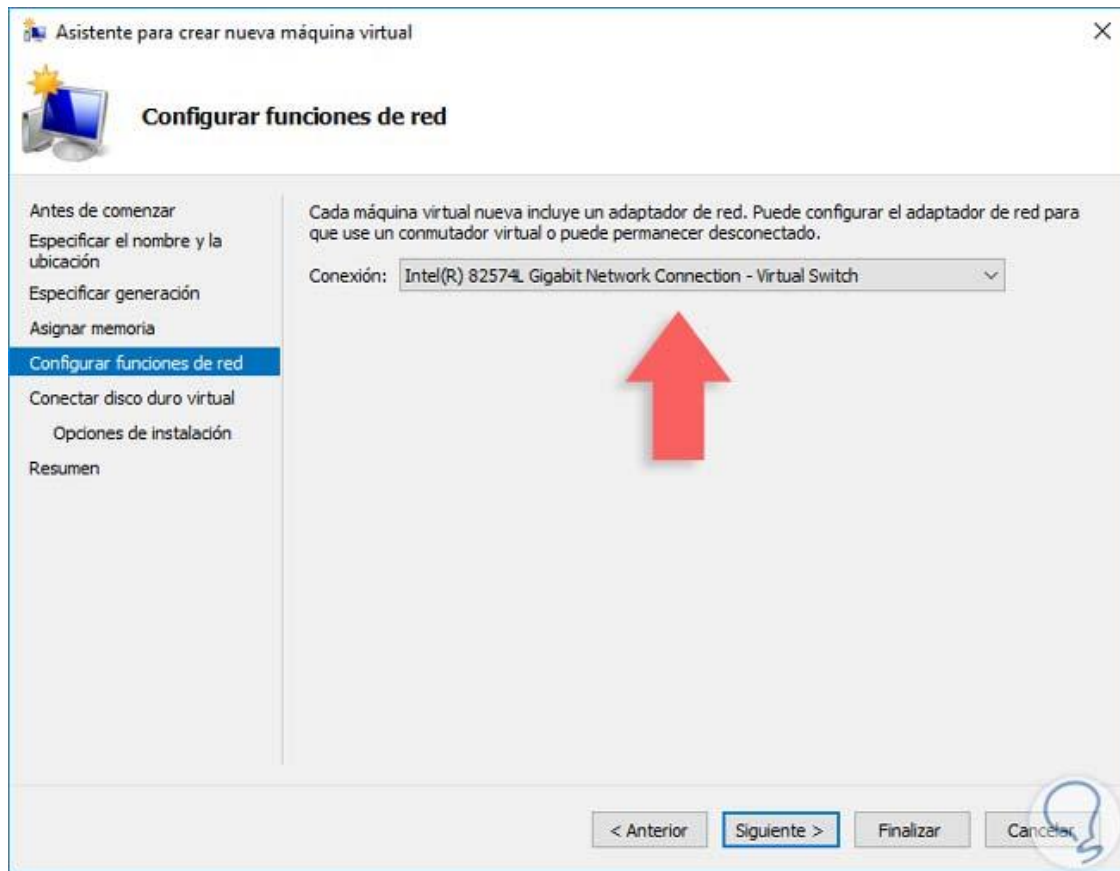 Asistente para crear nueva máquina virtual
Configurar funciones de red
Antes de comenzar
Especificar el nombre y la
ubicación
Especificar generación
Asignar memoria
Configurar funciones de red
Conectar disco duro virtual
Opciones de instalación
Resumen
Cada máquina virtual nueva incluye un adaptador de red. Puede configurar el adaptador de red para
que use un conmutador virtual o puede permanecer desconectado.
Conexión: Intel(R) 82574L Gigabit Network Connection - Virtual Switch
< Anterior Siguiente > Finalizar Cancelar